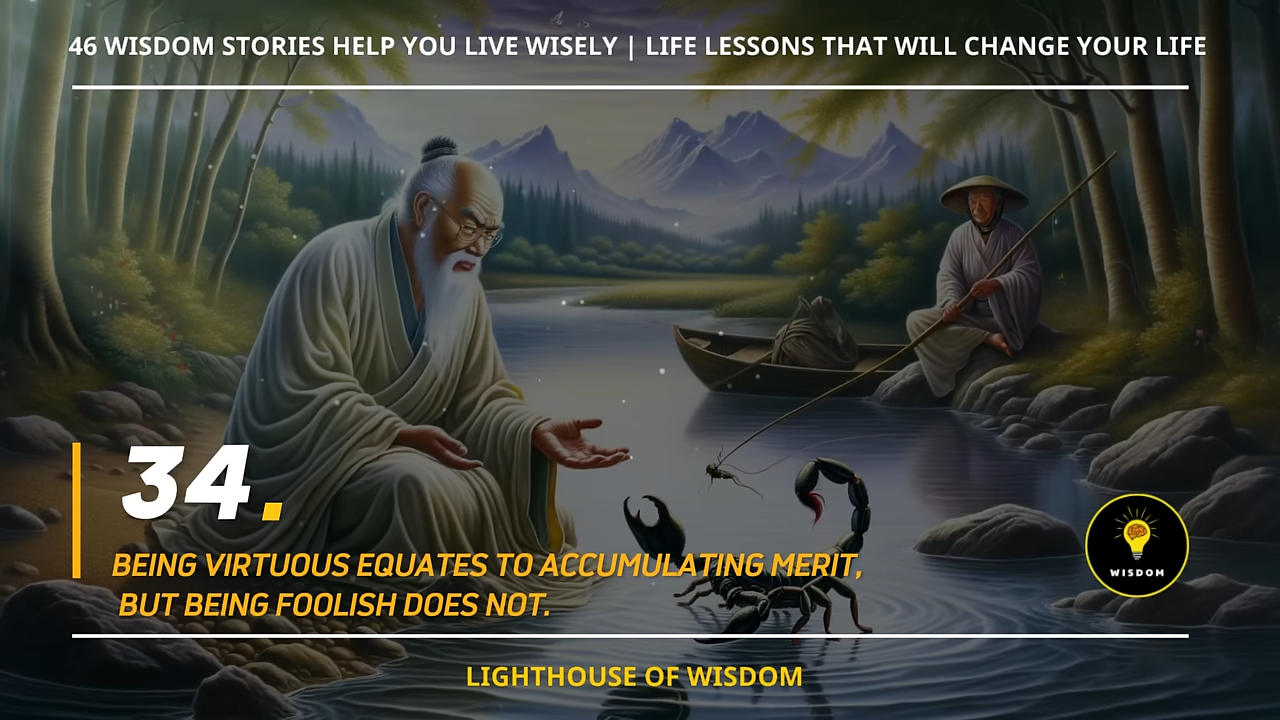 46 WISDOM STORIES HELP YOU LIVE WISELY | LIFE LESSONS THAT WILL CHANGE YOUR LIFE
34.
BEING VIRTUOUS EQUATES TO ACCUMULATING MERIT,
BUT BEING FOOLISH DOES NOT.
WISDOM
LIGHTHOUSE OF WISDOM